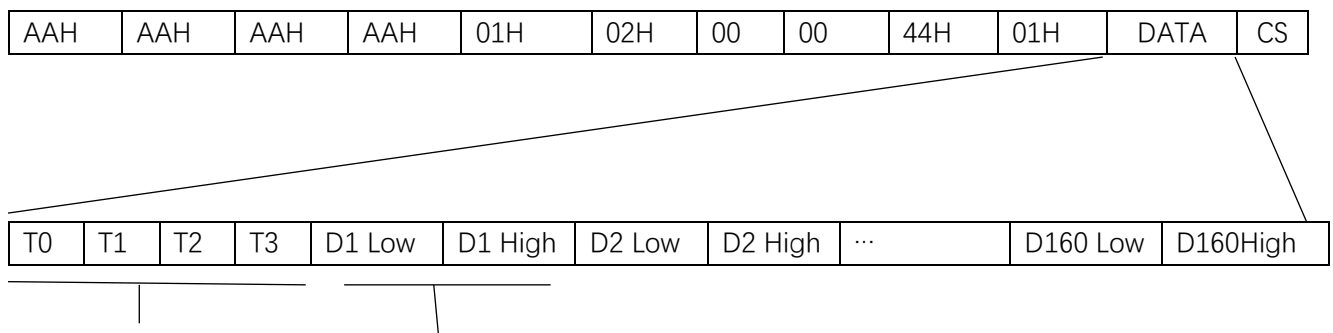 AAH AAH AAH AAH 01H 02H 00 00 44H 01H DATA CS
T0 T1 T2 T3 D1 Low D1 High D2 Low D2 High ··· D160 Low D160High